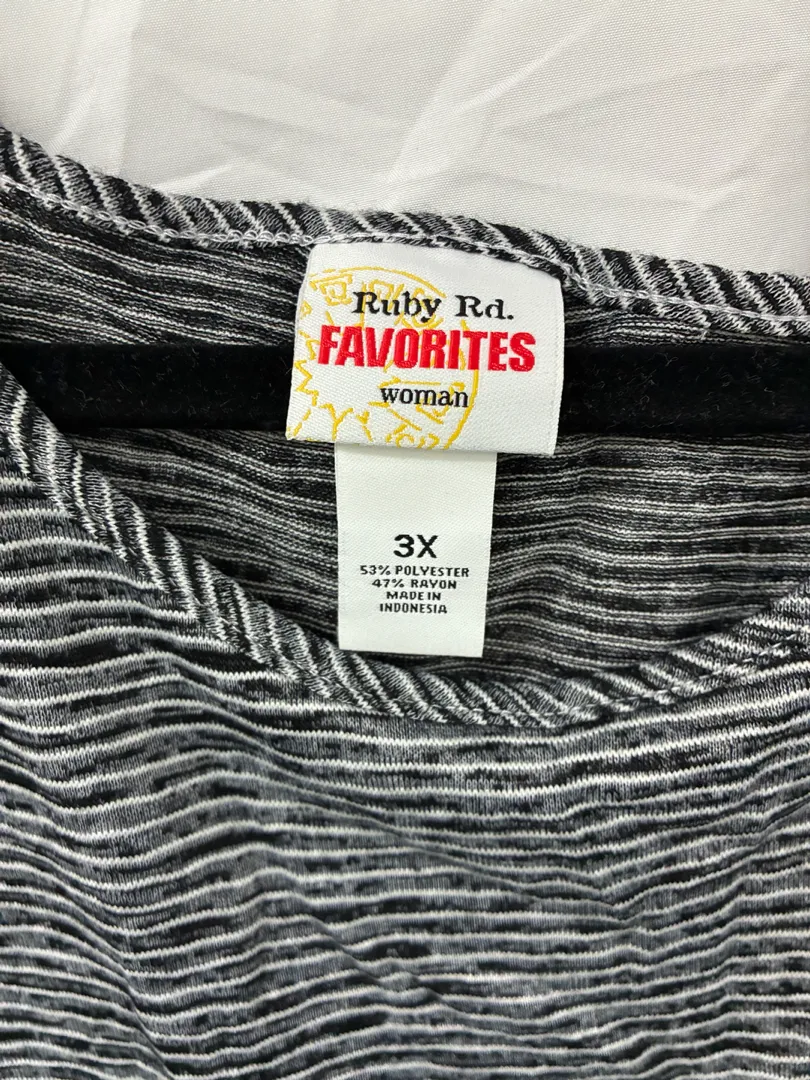 Ruby Rd.
FAVORITES
woman
3X
53% POLYESTER
47% RAYON
MADE IN
INDONESIA